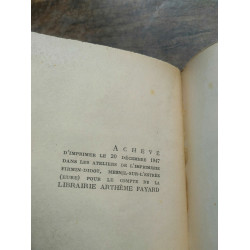 ACHEVÉ
D'IMPRIMER LE 20 DÉCEMBRE 1947
DANS LES ATELIERS DE L'IMPRIMERIE
FIRMIN-DIDOT, MESNIL-SUR-L'ESTRÉE
(EURE) POUR LE COMPTE DE LA
LIBRAIRIE ARTHÈME FAYARD